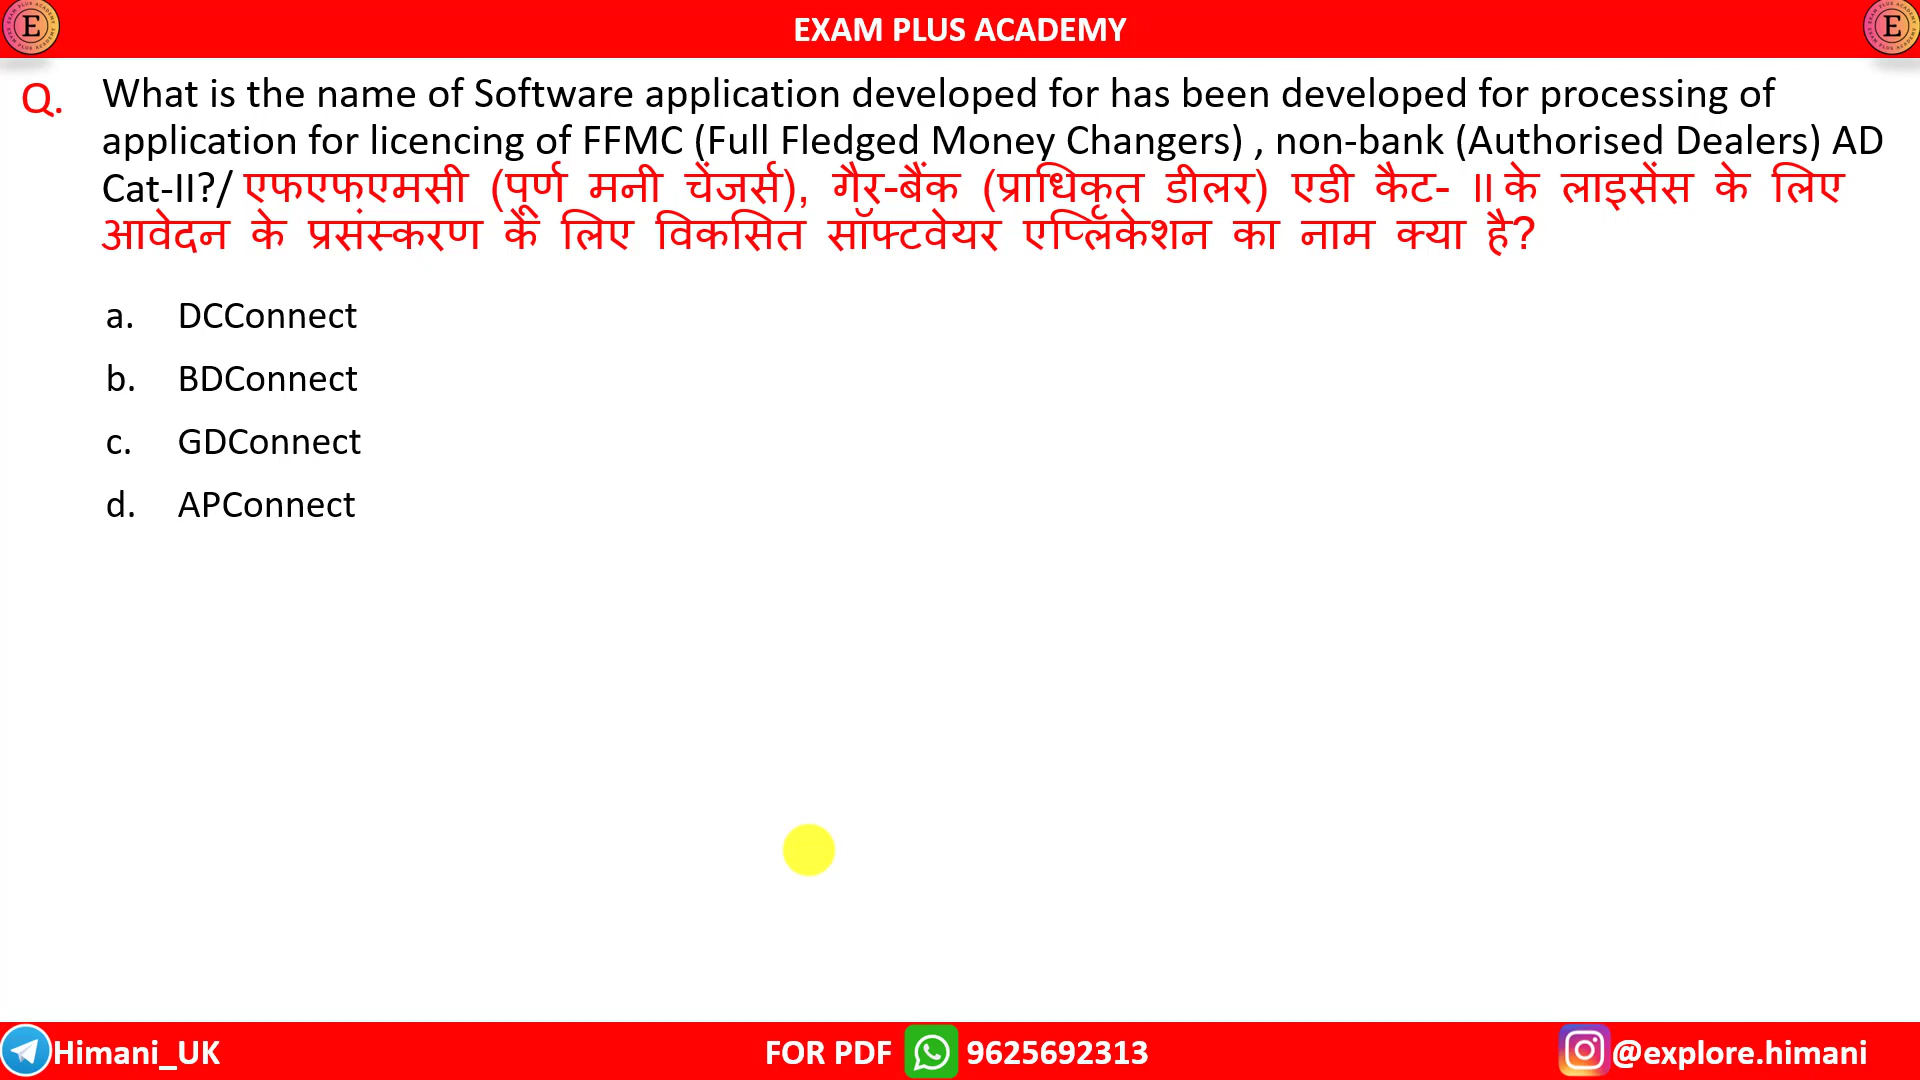 EXAM PLUS ACADEMY
E
E
Q. What is the name of Software application developed for has been developed for processing of
application for licencing of FFMC (Full Fledged Money Changers) , non-bank (Authorised Dealers) AD
Cat-II?/ एफएफएमसी (पूर्ण मनी चेंजर्स), गैर-बैंक (प्राधिकृत डीलर) एडी कैट- ॥ के लाइसेंस के लिए
आवेदन के प्रसंस्करण के लिए विकसित सॉफ्टवेयर एप्लिकेशन का नाम क्या है?
a. DCConnect
b. BDConnect
c. GDConnect
d. APConnect
Himani_UK
FOR PDF 9625692313
@explore.himani